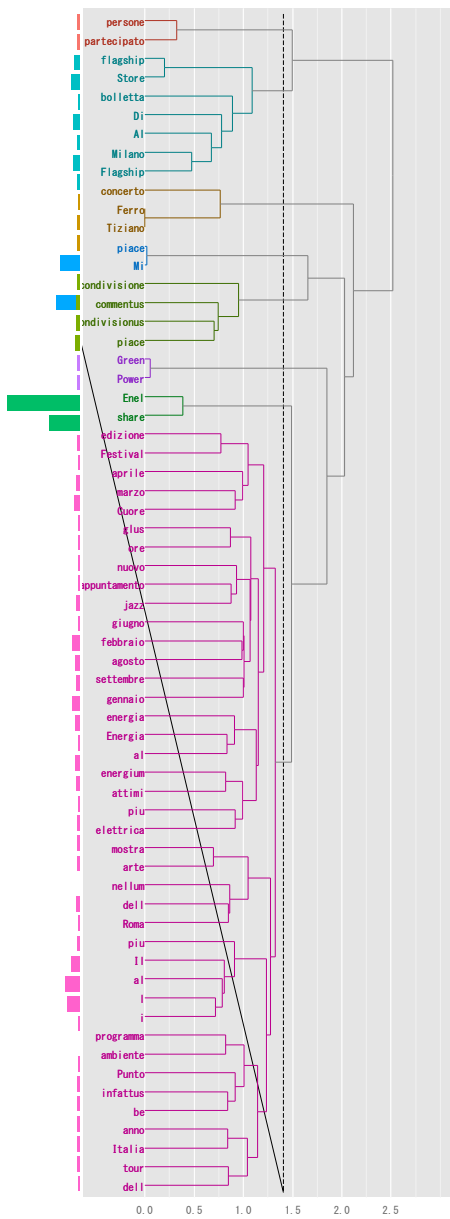 persone
partecipato
flagship
Store
bolletta
Di
Al
Milano
Flagship
concerto
Ferro
Tiziano
piace
Mi
condivisione
commentus
ondivisionus
piace
Green
Power
Enel
share
edizione
Festival
aprile
marzo
Cuore
glus
ore
nuovo
appuntamento
jazz
giugno
febbraio
agosto
settembre
gennaio
energia
Energia
al
energium
attimi
piu
elettrica
mostra
arte
nellum
dell
Roma
piu
Il
al
l
i
programma
ambiente
Punto
infattus
be
anno
Italia
tour
dell
0.0 0.5 1.0 1.5 2.0 2.5